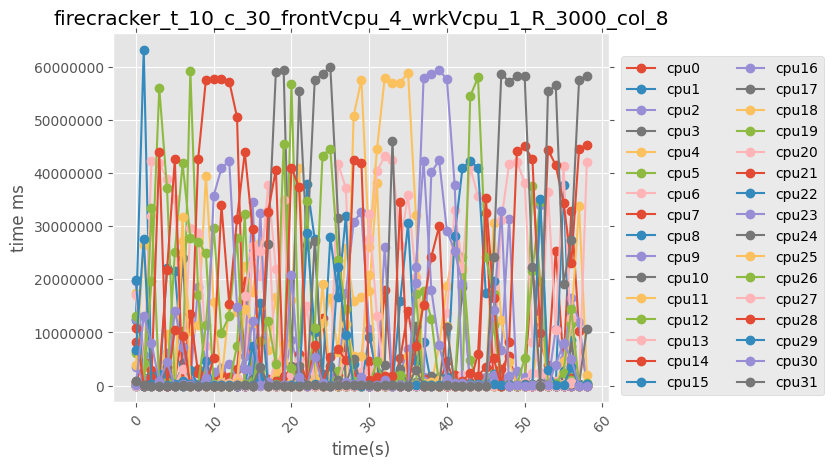 firecracker_t_10_c_30_frontVcpu_4_wrkVcpu_1_R_3000_col_8
time ms
60000000
50000000
40000000
30000000
20000000
10000000
0
0
10
20
30
40
50
60
time(s)
cpu0
cpu1
cpu2
cpu3
cpu4
cpu5
cpu6
cpu7
cpu8
cpu9
cpu10
cpu11
cpu12
cpu13
cpu14
cpu15
cpu16
cpu17
cpu18
cpu19
cpu20
cpu21
cpu22
cpu23
cpu24
cpu25
cpu26
cpu27
cpu28
cpu29
cpu30
cpu31